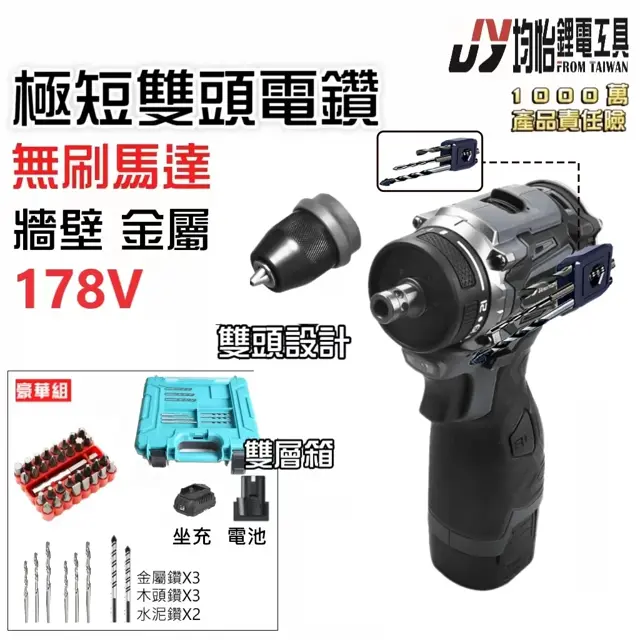 JY 均怡鋰電工具
FROM TAIWAN
極短雙頭電鑽
1000萬
產品責任險
無刷馬達
牆壁 金屬
178V
雙頭設計
豪華組
雙層箱
坐充 電池
金屬鑽X3
木頭鑽X3
水泥鑽X2